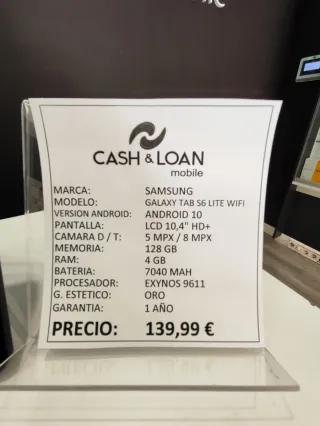 CASH & LOAN
mobile
MARCA: SAMSUNG
MODELO: GALAXY TAB S6 LITE WIFI
VERSION ANDROID: ANDROID 10
PANTALLA: LCD 10,4" HD+
CAMARA D / T: 5 MPX / 8 MPX
MEMORIA: 128 GB
RAM: 4 GB
BATERIA: 7040 MAH
PROCESADOR: EXYNOS 9611
G. ESTETICO: ORO
GARANTIA: 1 AÑO
PRECIO: 139,99 €